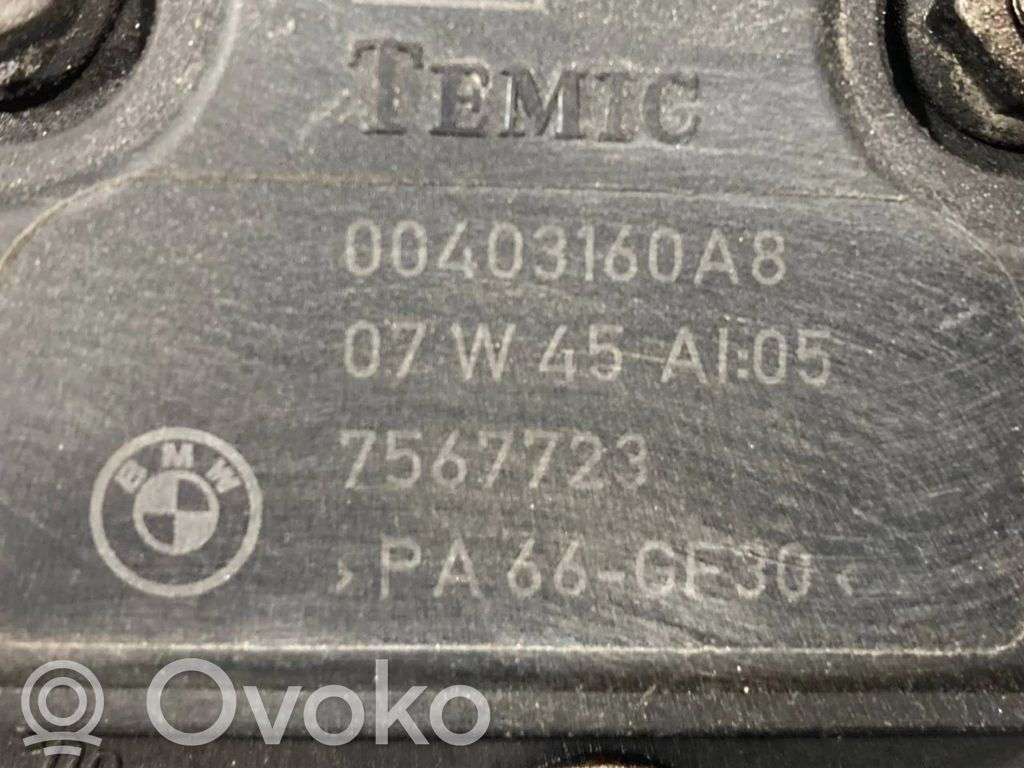 TEMIC
00403160A8
07 W 45 AI:05
7567723
BMW
>PA 66-GF30<
Ovoko